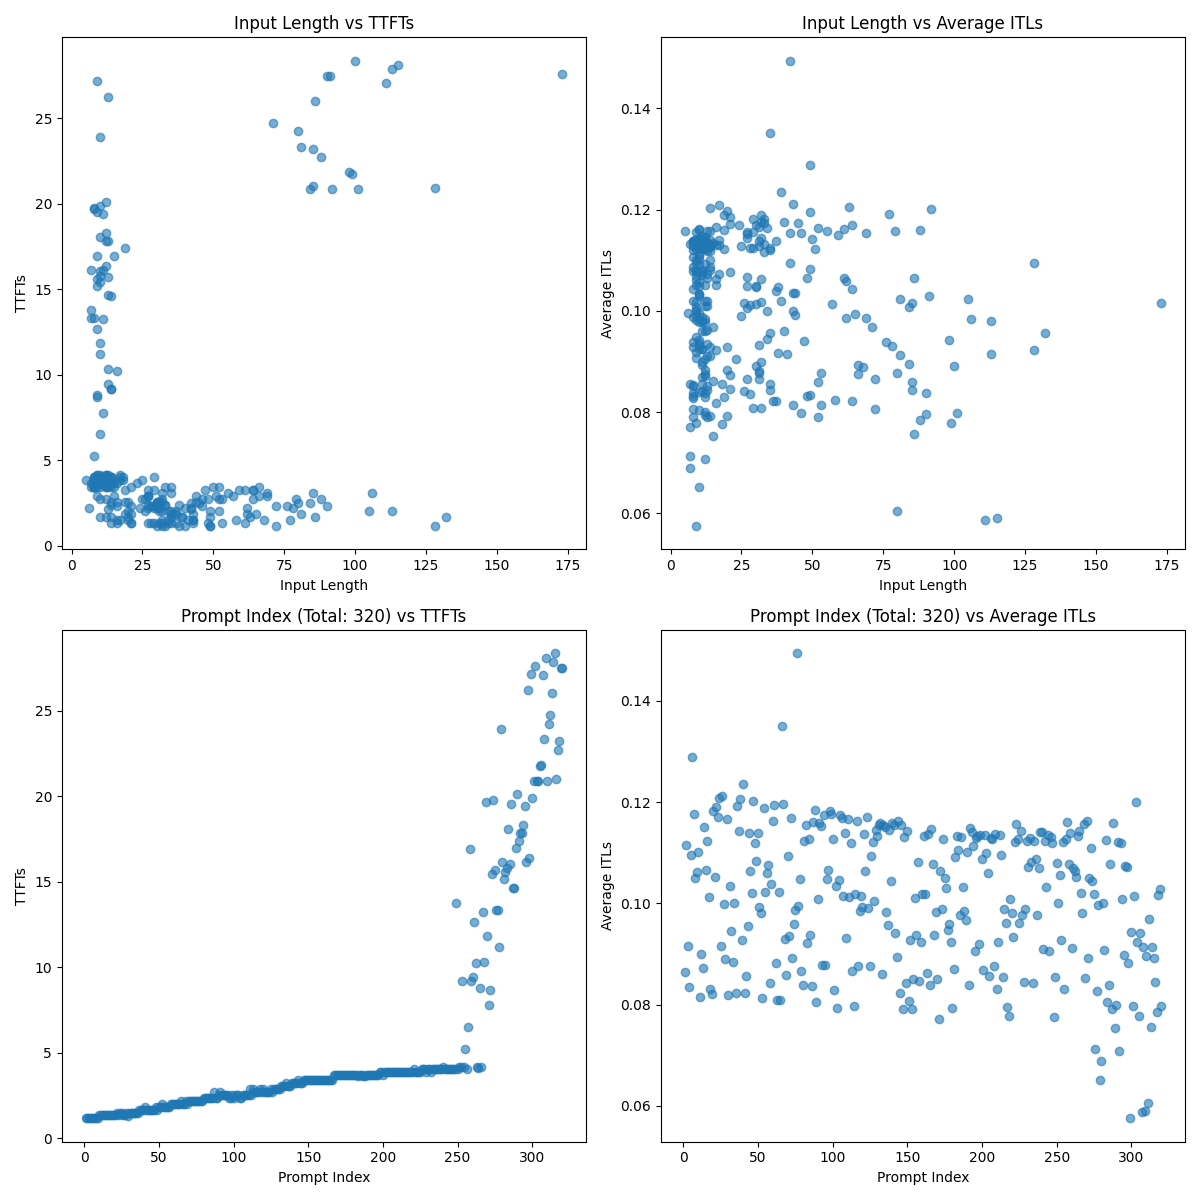 Input Length vs TTFTs
TTFTs
25
20
15
10
5
0
0 25 50 75 100 125 150 175
Input Length
Input Length vs Average ITLs
Average ITLs
0.14
0.12
0.10
0.08
0.06
0 25 50 75 100 125 150 175
Input Length
Prompt Index (Total: 320) vs TTFTs
TTFTs
25
20
15
10
5
0
0 50 100 150 200 250 300
Prompt Index
Prompt Index (Total: 320) vs Average ITLs
Average ITLs
0.14
0.12
0.10
0.08
0.06
0 50 100 150 200 250 300
Prompt Index